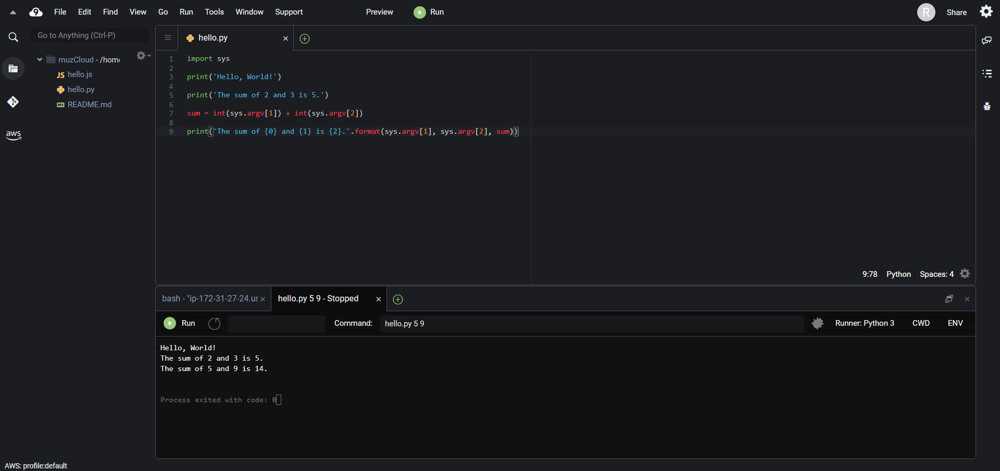 File Edit Find View Go Run Tools Window Support Preview Run R Share
Go to Anything (Ctrl-P)
muzCloud - /home
JS hello.js
hello.py
README.md
aws
hello.py
1 import sys
2
3 print('Hello, World!')
4
5 print('The sum of 2 and 3 is 5.')
6
7 sum = int(sys.argv[1]) + int(sys.argv[2])
8
9 print('The sum of {0} and {1} is {2}.'.format(sys.argv[1], sys.argv[2], sum))
9:78 Python Spaces: 4
bash - "ip-172-31-27-24.us hello.py 5 9 - Stopped
Run Command: hello.py 5 9 Runner: Python 3 CWD ENV
Hello, World!
The sum of 2 and 3 is 5.
The sum of 5 and 9 is 14.
Process exited with code: 0
AWS: profile:default